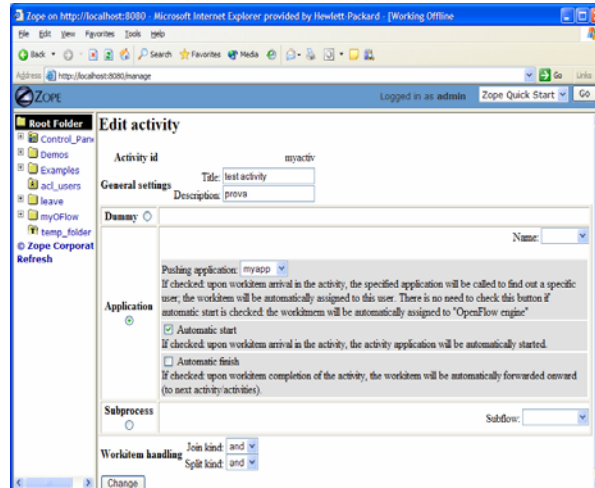 Zope on http://localhost:8080 - Microsoft Internet Explorer provided by Hewlett-Packard - [Working Offline
File Edit View Favorites Tools Help
Back Search Favorites Media
Address http://localhost:8080/manage Go Links
ZOPE Logged in as admin Zope Quick Start Go
Root Folder
Control_Pan
Demos
Examples
acl_users
leave
myOFlow
temp_folder
© Zope Corporat
Refresh
Edit activity
Activity id myactiv
General settings Title: test activity
Description: prova
Dummy
Application
Name:
Pushing application: myapp
If checked: upon workitem arrival in the activity, the specified application will be called to find out a specific
user; the workitem will be automatically assigned to this user. There is no need to check this button if
automatic start is checked: the workitmem will be automatically assigned to "OpenFlow engine"
Automatic start
If checked: upon workitem arrival in the activity, the activity application will be automatically started.
Automatic finish
If checked: upon workitem completion of the activity, the workitem will be automatically forwarded onward
(to next activity/activities).
Subprocess Subflow:
Workitem handling Join kind: and
Split kind: and
Change